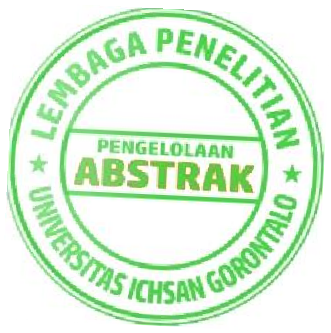 LEMBAGA PENELITIAN
PENGELOLAAN
ABSTRAK
UNIVERSITAS ICHSAN GORONTALO